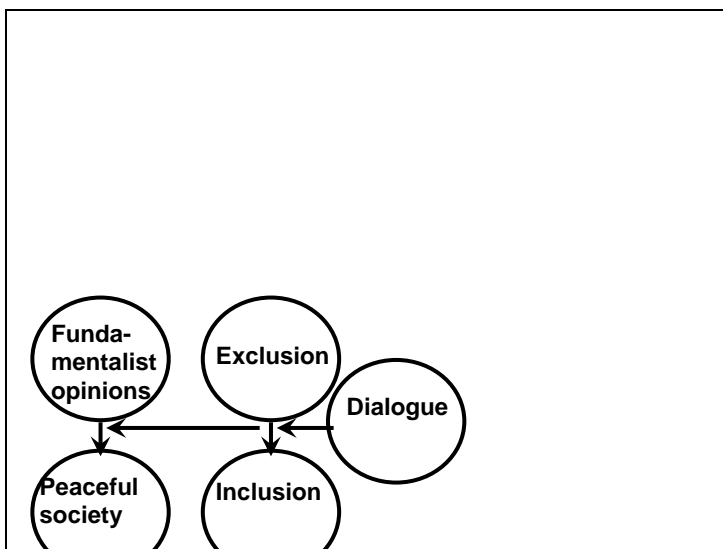 Funda-
mentalist
opinions
Exclusion
Dialogue
Peaceful
society
Inclusion